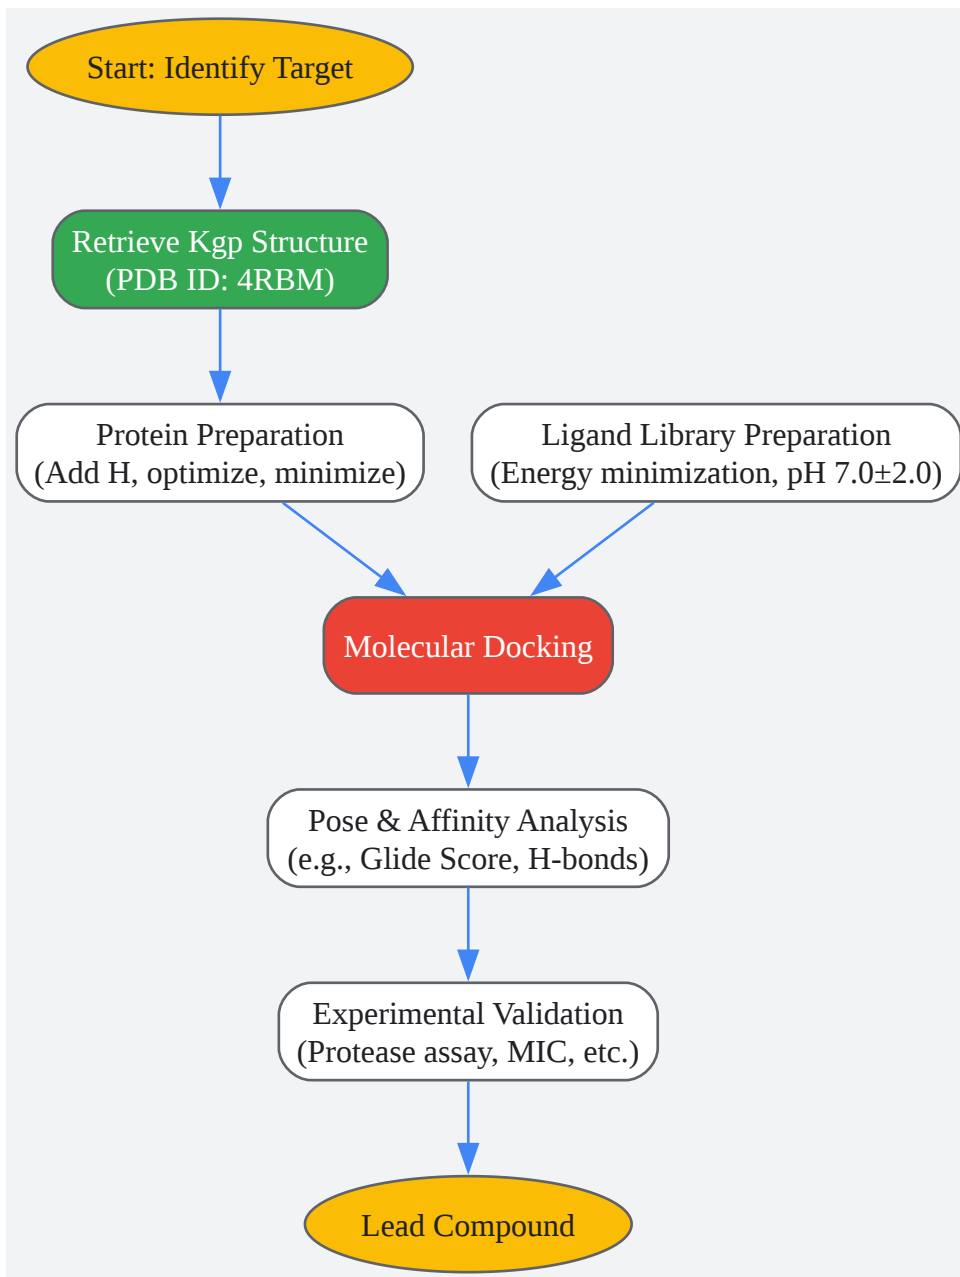 Start: Identify Target
Retrieve Kgp Structure
(PDB ID: 4RBM)
Protein Preparation
(Add H, optimize, minimize)
Ligand Library Preparation
(Energy minimization, pH 7.0±2.0)
Molecular Docking
Pose & Affinity Analysis
(e.g., Glide Score, H-bonds)
Experimental Validation
(Protease assay, MIC, etc.)
Lead Compound